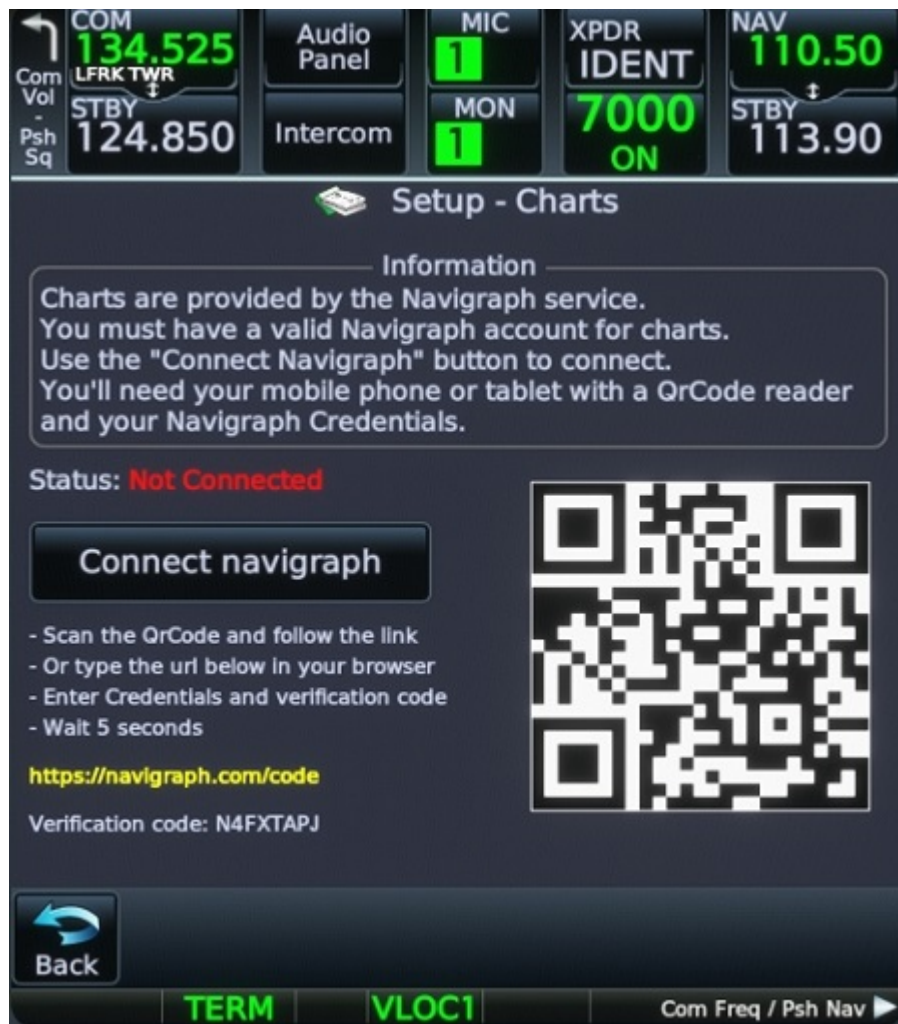 COM
134.525
LFRK TWR
STBY
124.850
Com
Vol
-
Psh
Sq
Audio
Panel
Intercom
MIC
1
MON
1
XPDR
IDENT
7000
ON
NAV
110.50
STBY
113.90
Setup - Charts
Information
Charts are provided by the Navigraph service.
You must have a valid Navigraph account for charts.
Use the "Connect Navigraph" button to connect.
You'll need your mobile phone or tablet with a QrCode reader
and your Navigraph Credentials.
Status: Not Connected
Connect navigraph
- Scan the QrCode and follow the link
- Or type the url below in your browser
- Enter Credentials and verification code
- Wait 5 seconds
https://navigraph.com/code
Verification code: N4FXTAPJ
Back
TERM
VLOC1
Com Freq / Psh Nav